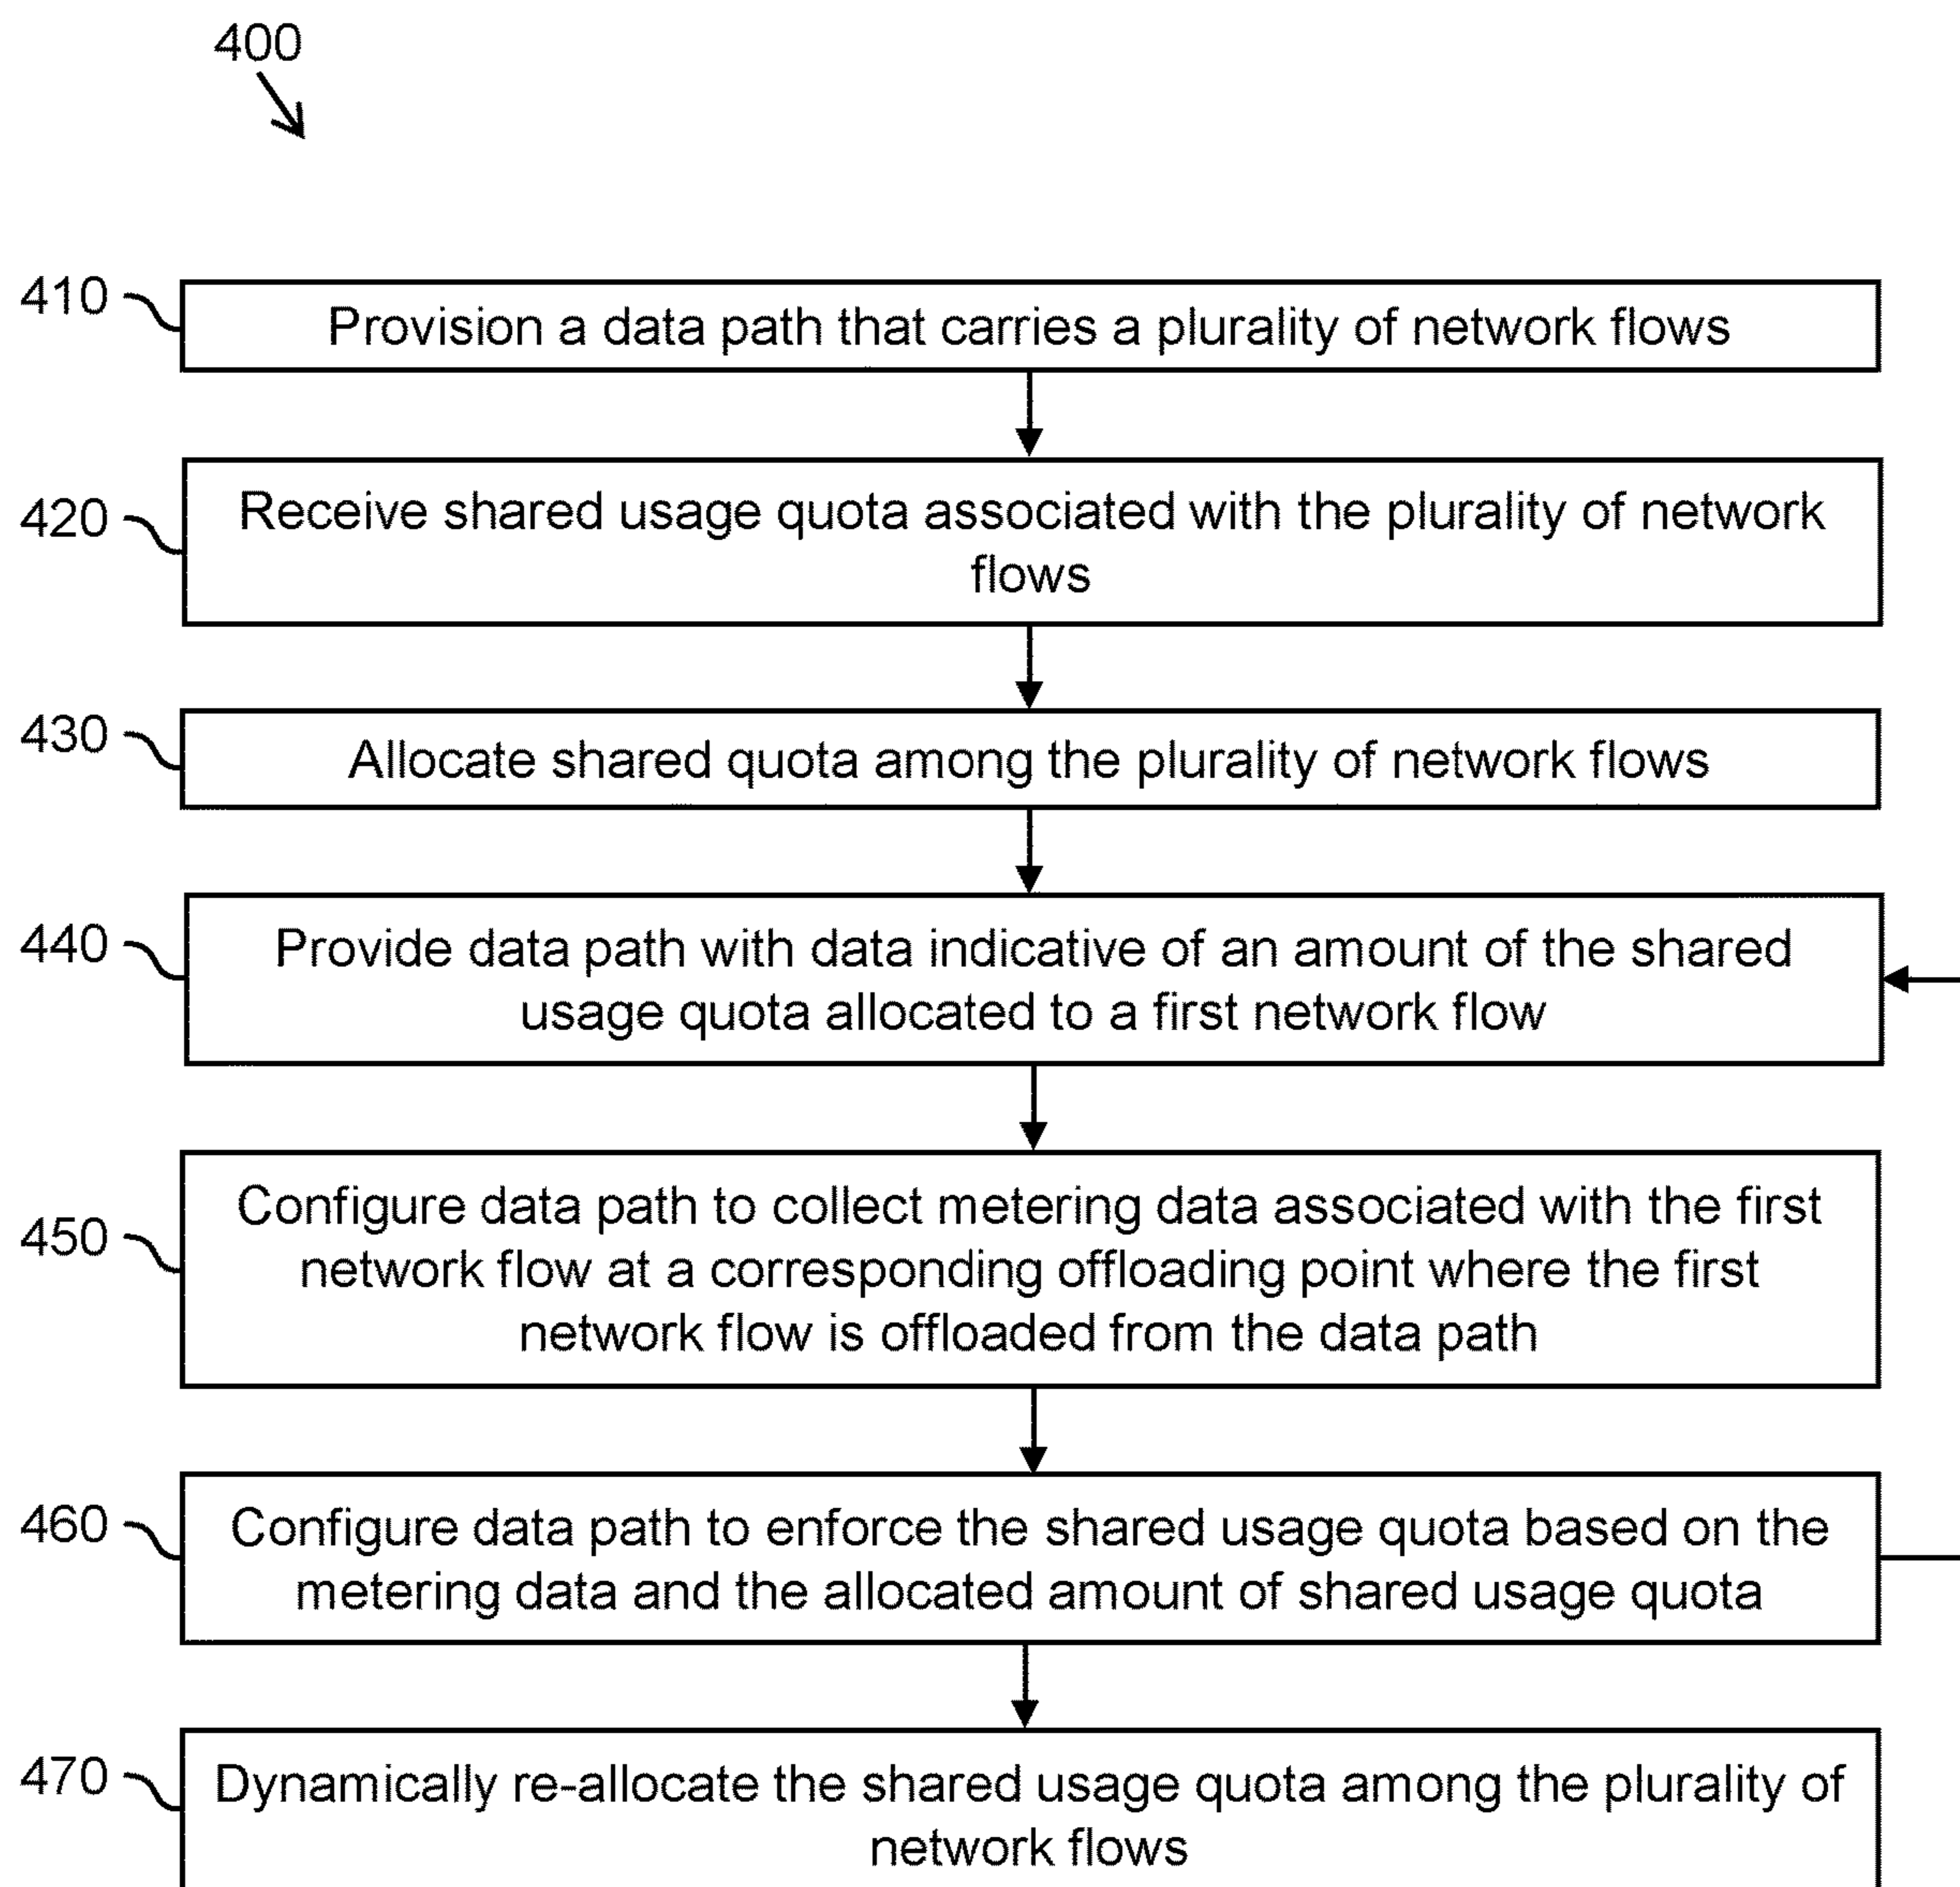 400
410
Provision a data path that carries a plurality of network flows
420
Receive shared usage quota associated with the plurality of network
flows
430
Allocate shared quota among the plurality of network flows
440
Provide data path with data indicative of an amount of the shared
usage quota allocated to a first network flow
450
Configure data path to collect metering data associated with the first
network flow at a corresponding offloading point where the first
network flow is offloaded from the data path
460
Configure data path to enforce the shared usage quota based on the
metering data and the allocated amount of shared usage quota
470
Dynamically re-allocate the shared usage quota among the plurality of
network flows